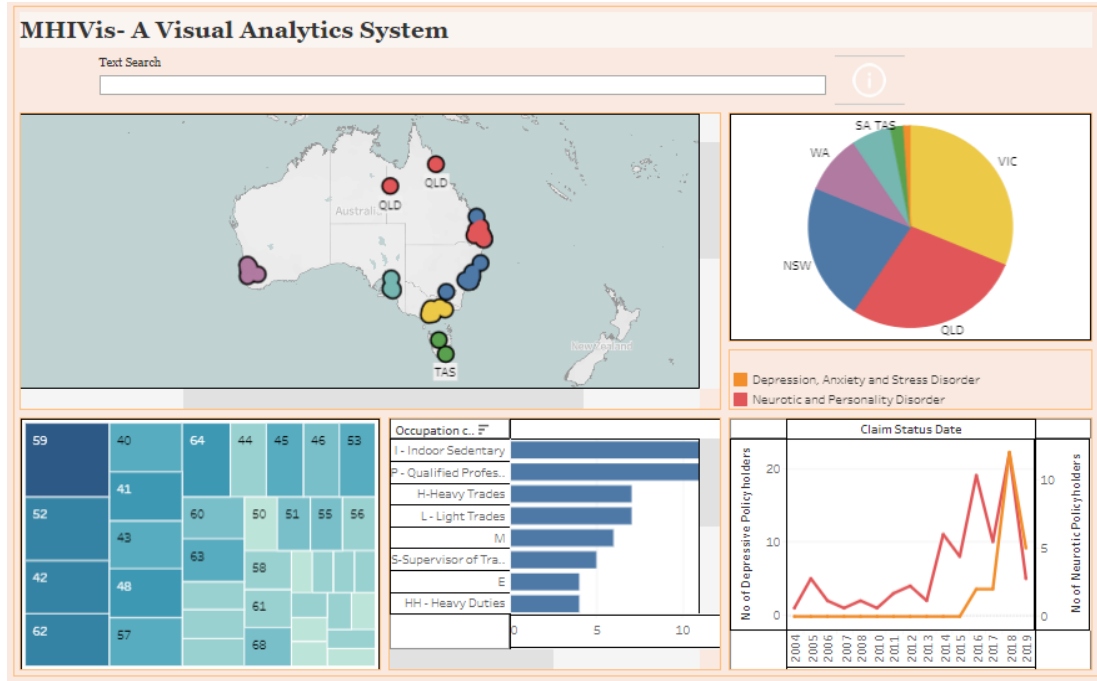 MHIVis- A Visual Analytics System
Text Search
i
QLD
QLD
Australi...
New Zealand
TAS
SA TAS
WA
VIC
NSW
QLD
Depression, Anxiety and Stress Disorder
Neurotic and Personality Disorder
59 40 64 44 45 46 53
41
52 60 50 51 55 56
43
63
42 48 58
61
62 57
68
Occupation c..
I - Indoor Sedentary
P - Qualified Profes..
H-Heavy Trades
L - Light Trades
M
S-Supervisor of Tra..
E
HH - Heavy Duties
0 5 10
Claim Status Date
No of Depressive Policyholders
20
10
0
10
5
0
No of Neurotic Policyholders
2004 2005 2006 2007 2008 2010 2011 2012 2013 2014 2015 2016 2017 2018 2019